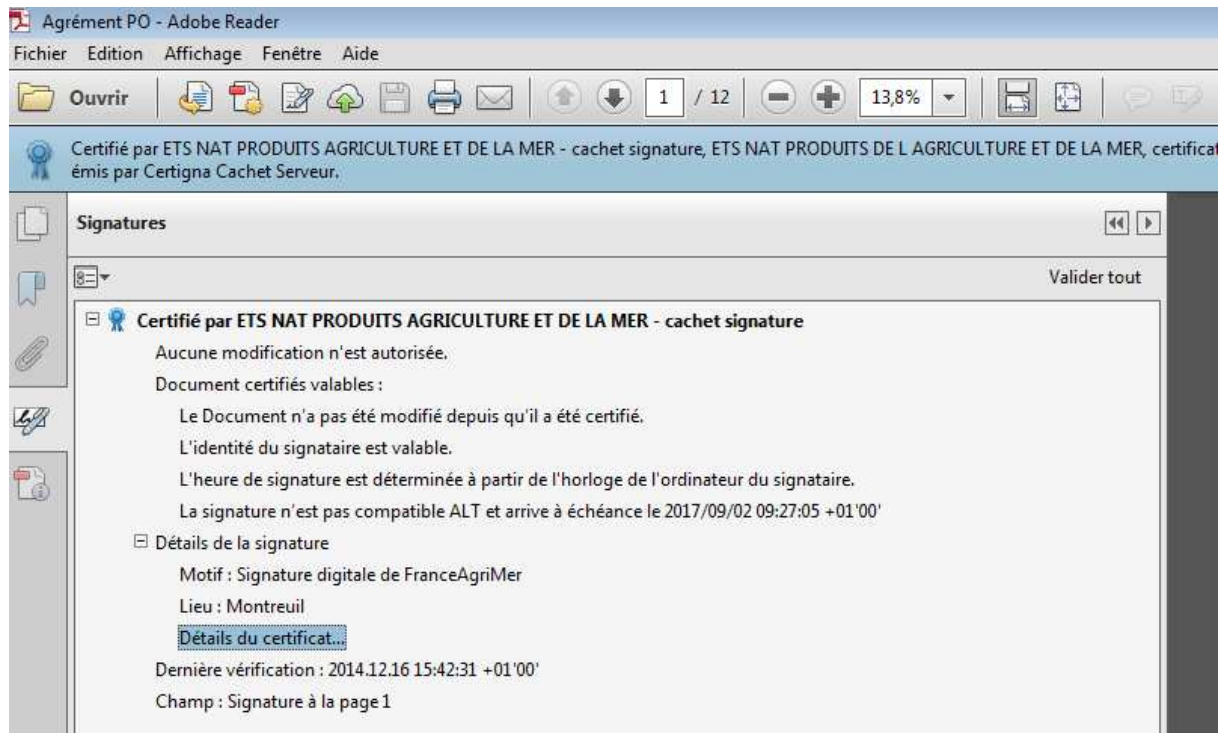 Agrément PO - Adobe Reader
Fichier Edition Affichage Fenêtre Aide
Ouvrir 1 / 12 13,8%
Certifié par ETS NAT PRODUITS AGRICULTURE ET DE LA MER - cachet signature, ETS NAT PRODUITS DE L AGRICULTURE ET DE LA MER, certificat
émis par Certigna Cachet Serveur.
Signatures
Valider tout
Certifié par ETS NAT PRODUITS AGRICULTURE ET DE LA MER - cachet signature
Aucune modification n'est autorisée.
Document certifiés valables :
Le Document n'a pas été modifié depuis qu'il a été certifié.
L'identité du signataire est valable.
L'heure de signature est déterminée à partir de l'horloge de l'ordinateur du signataire.
La signature n'est pas compatible ALT et arrive à échéance le 2017/09/02 09:27:05 +01'00'
Détails de la signature
Motif : Signature digitale de FranceAgriMer
Lieu : Montreuil
Détails du certificat...
Dernière vérification : 2014.12.16 15:42:31 +01'00'
Champ : Signature à la page 1